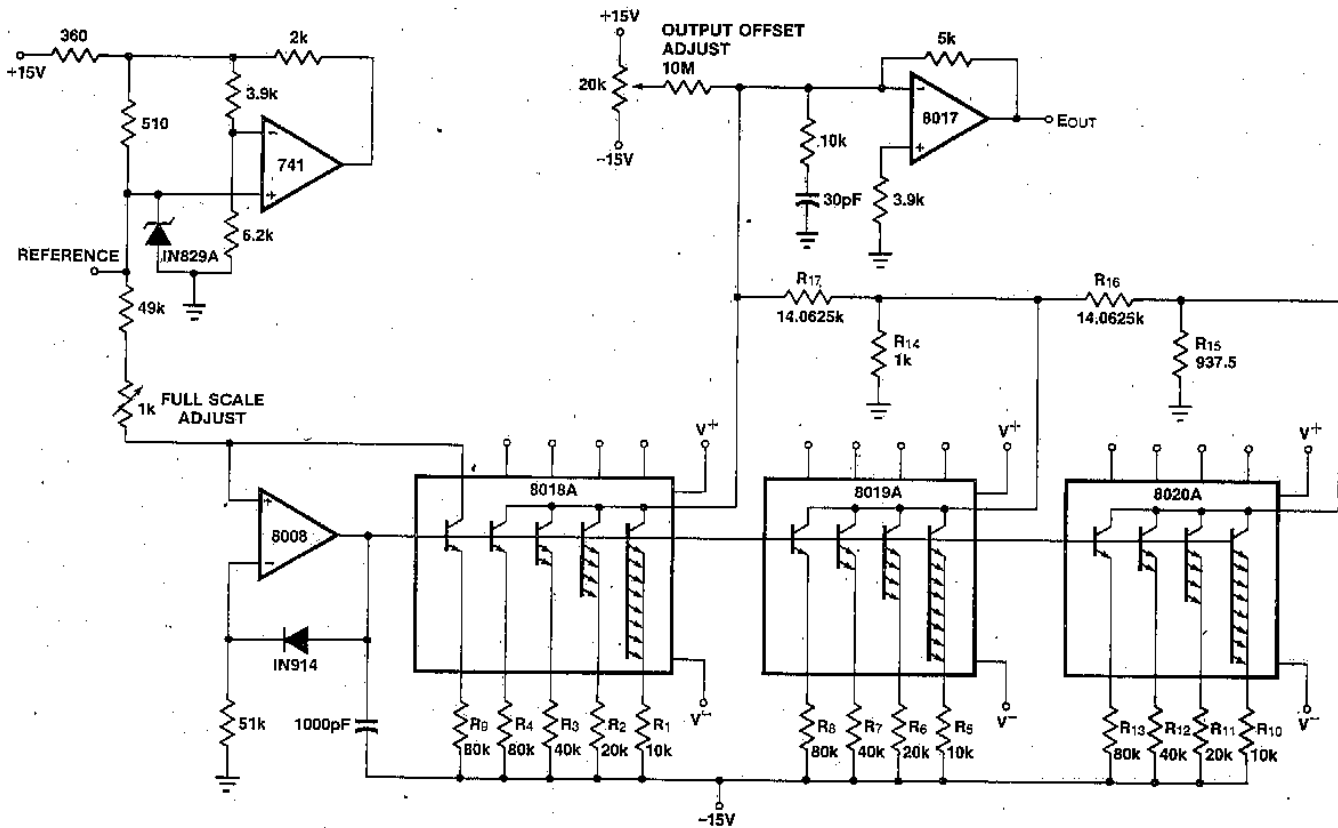 360
+15V
2k
3.9k
510
741
-
+
6.2k
IN829A
REFERENCE
49k
1k
FULL SCALE
ADJUST
8008
+
-
IN914
51k
1000pF
+15V
20k
-15V
OUTPUT OFFSET
ADJUST
10M
5k
8017
-
+
EOUT
10k
30pF
3.9k
R17
14.0625k
R14
1k
R16
14.0625k
R15
937.5
V+
8018A
V-
V+
8019A
V-
V+
8020A
V-
R9
80k
R4
80k
R3
40k
R2
20k
R1
10k
R8
80k
R7
40k
R6
20k
R5
10k
R13
80k
R12
40k
R11
20k
R10
10k
-15V